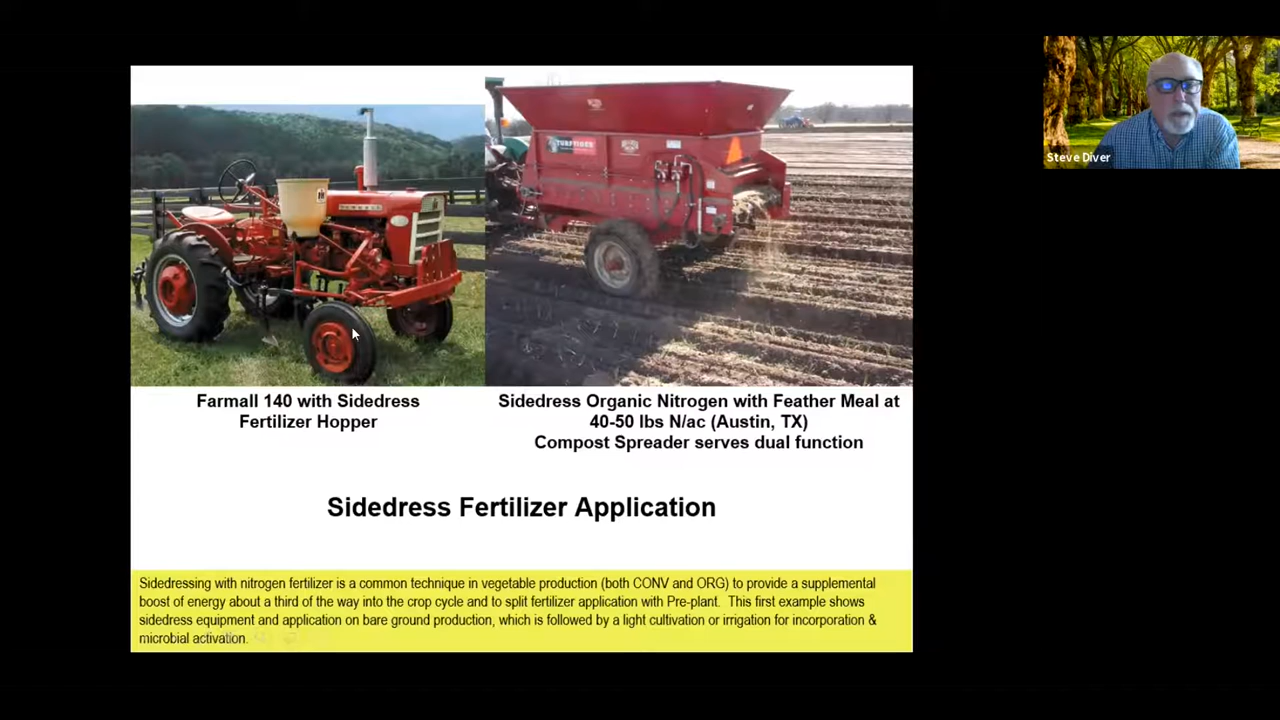 Steve Diver
IH
FARMALL
TURFTIGER
Farmall 140 with Sidedress
Fertilizer Hopper
Sidedress Organic Nitrogen with Feather Meal at
40-50 lbs N/ac (Austin, TX)
Compost Spreader serves dual function
Sidedress Fertilizer Application
Sidedressing with nitrogen fertilizer is a common technique in vegetable production (both CONV and ORG) to provide a supplemental
boost of energy about a third of the way into the crop cycle and to split fertilizer application with Pre-plant.  This first example shows
sidedress equipment and application on bare ground production, which is followed by a light cultivation or irrigation for incorporation &
microbial activation.